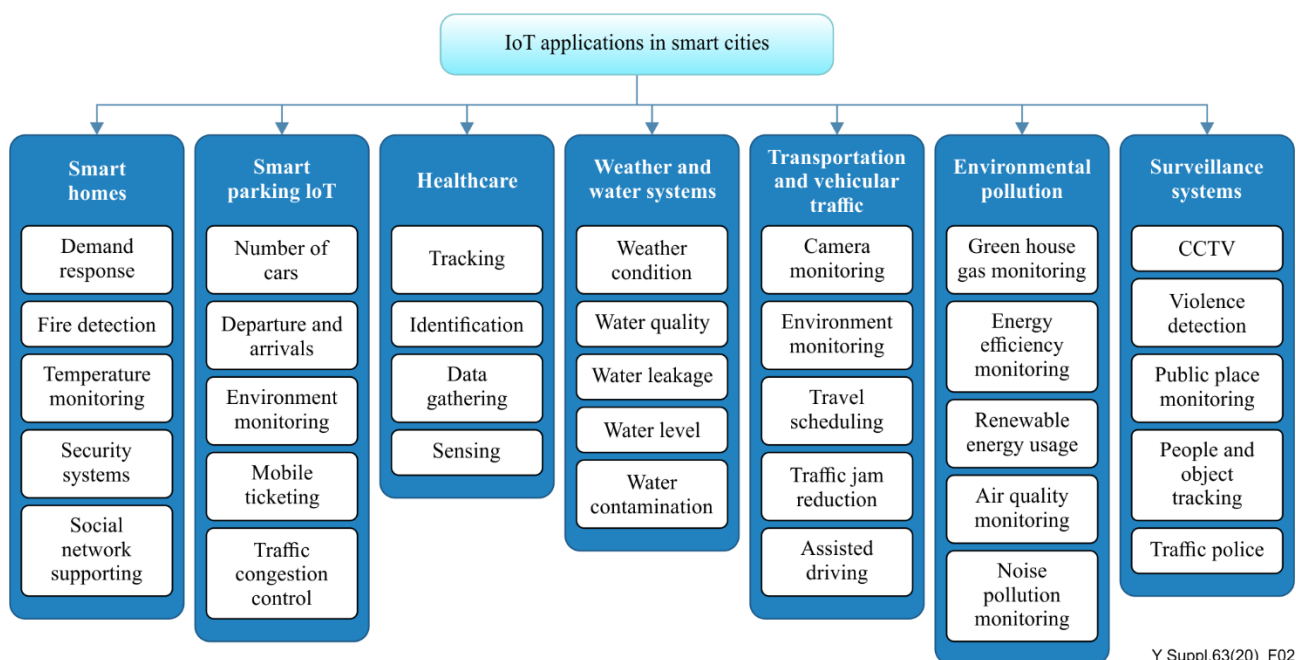 IoT applications in smart cities
Smart
homes
Demand
response
Fire detection
Temperature
monitoring
Security
systems
Social
network
supporting
Smart
parking loT
Number of
cars
Departure and
arrivals
Environment
monitoring
Mobile
ticketing
Traffic
congestion
control
Healthcare
Tracking
Identification
Data
gathering
Sensing
Weather and
water systems
Weather
condition
Water quality
Water leakage
Water level
Water
contamination
Transportation
and vehicular
traffic
Camera
monitoring
Environment
monitoring
Travel
scheduling
Traffic jam
reduction
Assisted
driving
Environmental
pollution
Green house
gas monitoring
Energy
efficiency
monitoring
Renewable
energy usage
Air quality
monitoring
Noise
pollution
monitoring
Surveillance
systems
CCTV
Violence
detection
Public place
monitoring
People and
object
tracking
Traffic police
Y Suppl.63(20)_F02